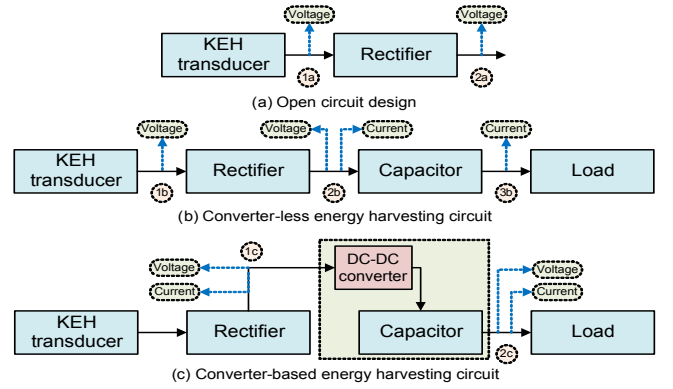 Voltage
Voltage
KEH transducer
Rectifier
1a
2a
(a) Open circuit design
Voltage
Voltage
Current
Current
KEH transducer
Rectifier
Capacitor
Load
1b
2b
3b
(b) Converter-less energy harvesting circuit
1c
DC-DC converter
Voltage
Current
Voltage
Current
KEH transducer
Rectifier
Capacitor
Load
2c
(c) Converter-based energy harvesting circuit